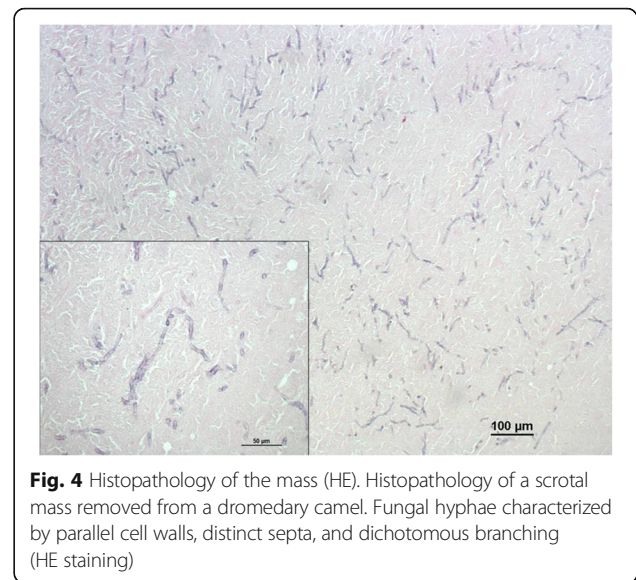 50 µm
100 µm
Fig. 4 Histopathology of the mass (HE). Histopathology of a scrotal
mass removed from a dromedary camel. Fungal hyphae characterized
by parallel cell walls, distinct septa, and dichotomous branching
(HE staining)